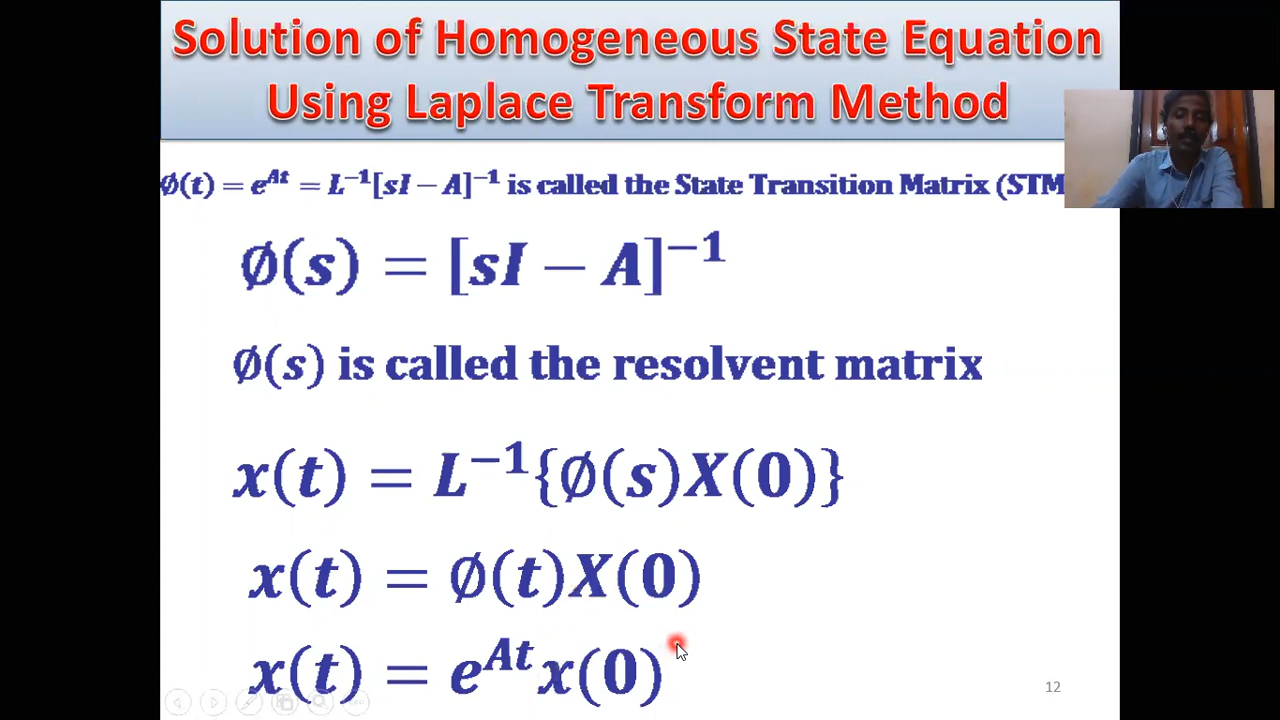 Solution of Homogeneous State Equation
Using Laplace Transform Method
Ø(t) = e^{At} = L^{-1}[sI − A]^{-1} is called the State Transition Matrix (STM
Ø(s) = [sI − A]^{-1}
Ø(s) is called the resolvent matrix
x(t) = L^{-1}{Ø(s)X(0)}
x(t) = Ø(t)X(0)
x(t) = e^{At}x(0)
12